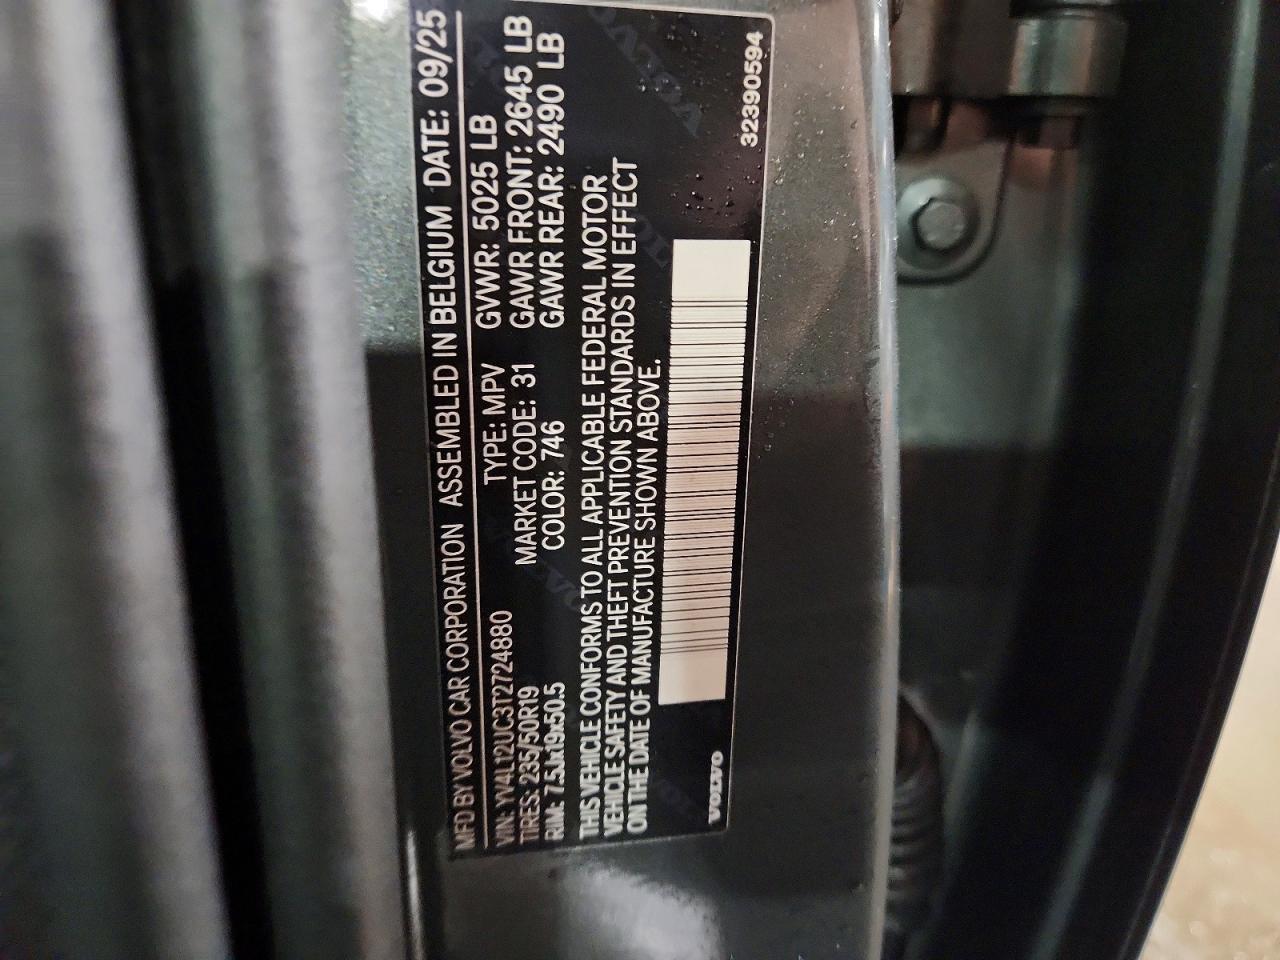 MFD BY VOLVO CAR CORPORATION ASSEMBLED IN BELGIUM DATE: 09/25
VIN: YV4L12UC3T2724880 TYPE: MPV GVWR: 5025 LB
TIRES: 235/50R19 MARKET CODE: 31 GAWR FRONT: 2645 LB
RIM: 7.5Jx19x50.5 COLOR: 746 GAWR REAR: 2490 LB
THIS VEHICLE CONFORMS TO ALL APPLICABLE FEDERAL MOTOR
VEHICLE SAFETY AND THEFT PREVENTION STANDARDS IN EFFECT
ON THE DATE OF MANUFACTURE SHOWN ABOVE.
VOLVO 32390594